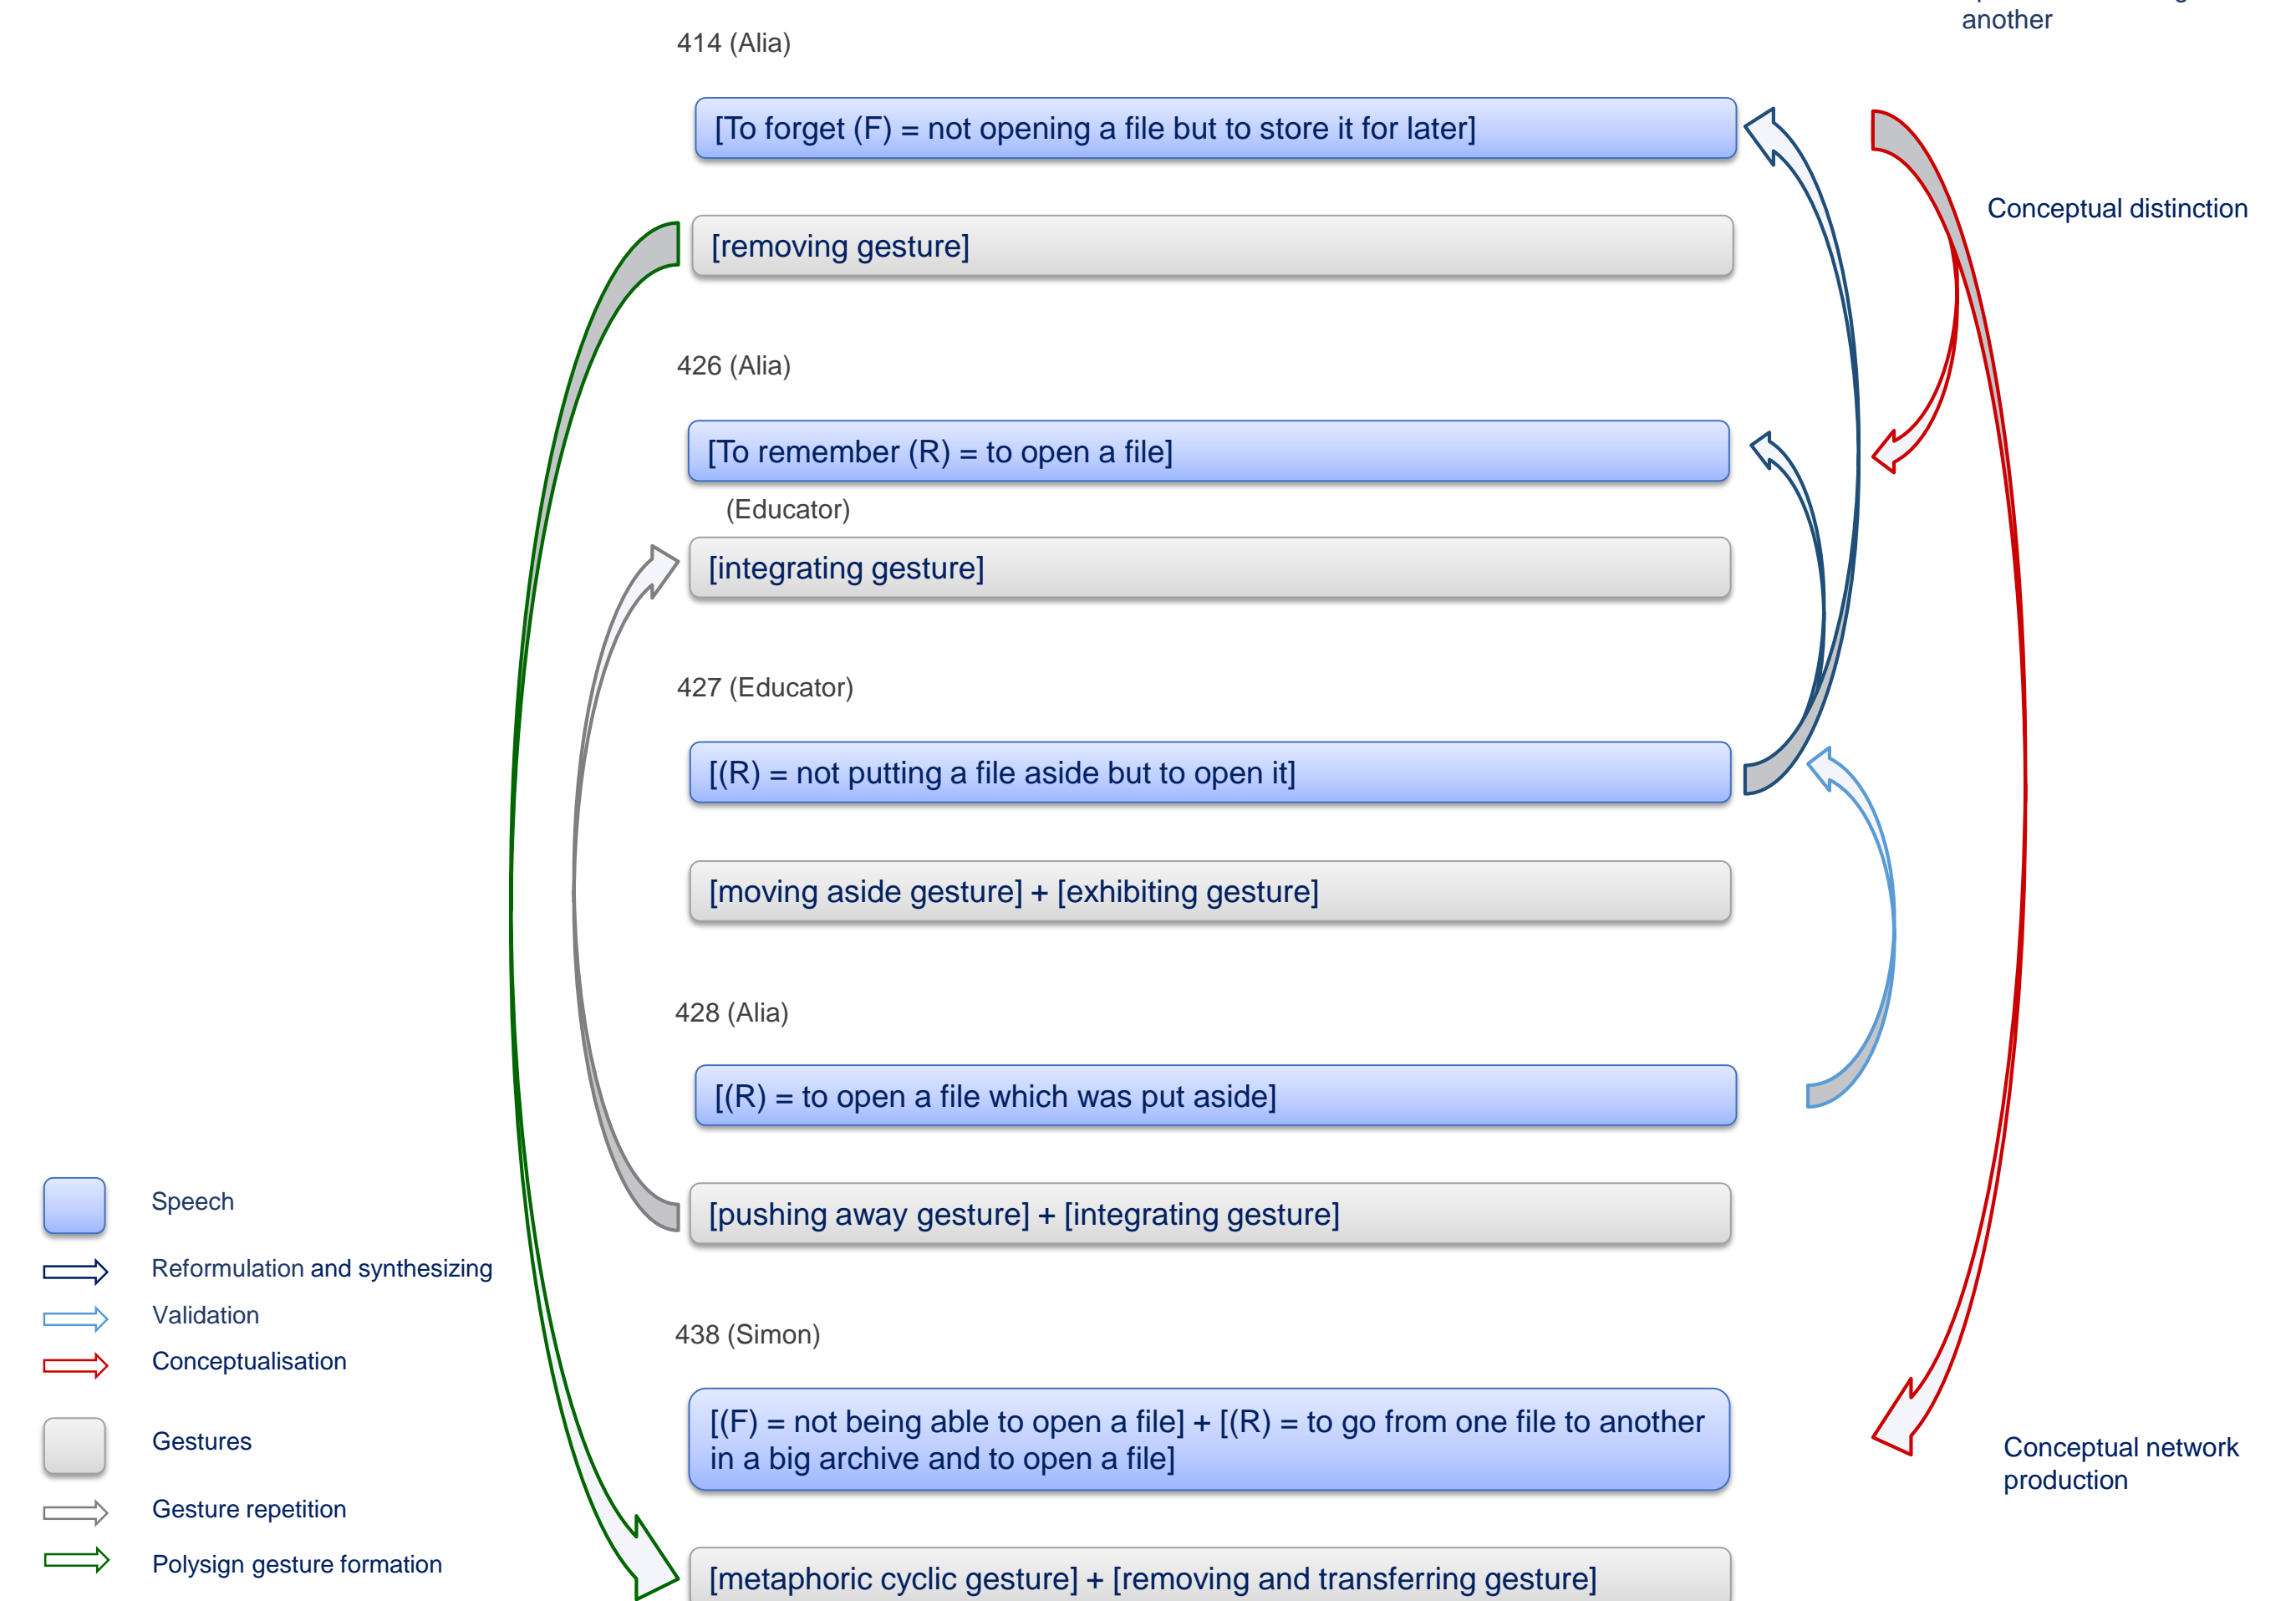 another
414 (Alia)
[To forget (F) = not opening a file but to store it for later]
Conceptual distinction
[removing gesture]
426 (Alia)
[To remember (R) = to open a file]
(Educator)
[integrating gesture]
427 (Educator)
[(R) = not putting a file aside but to open it]
[moving aside gesture] + [exhibiting gesture]
428 (Alia)
[(R) = to open a file which was put aside]
[pushing away gesture] + [integrating gesture]
438 (Simon)
[(F) = not being able to open a file] + [(R) = to go from one file to another
in a big archive and to open a file]
Conceptual network
production
[metaphoric cyclic gesture] + [removing and transferring gesture]
Speech
Reformulation and synthesizing
Validation
Conceptualisation
Gestures
Gesture repetition
Polysign gesture formation